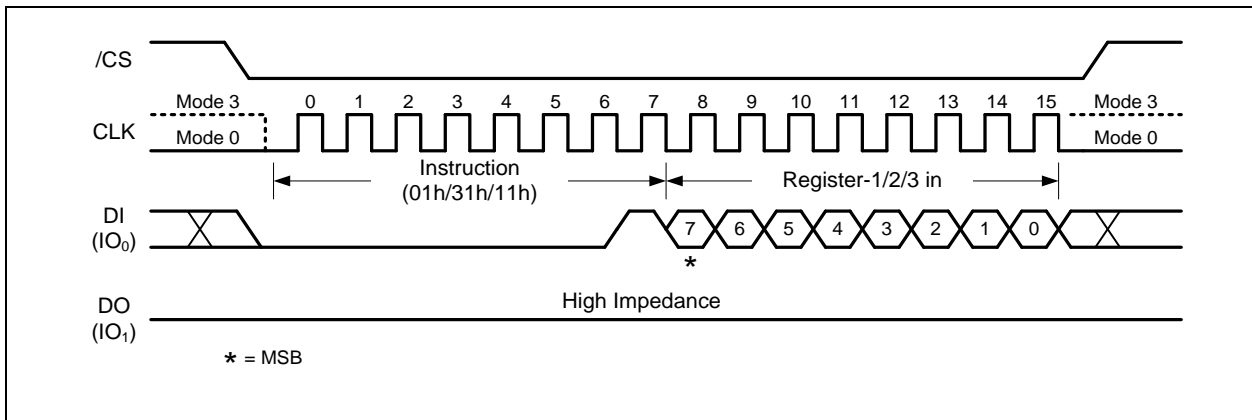 /CS
Mode 3 0 1 2 3 4 5 6 7 8 9 10 11 12 13 14 15 Mode 3
CLK Mode 0 Mode 0
Instruction
(01h/31h/11h) Register-1/2/3 in
DI
(IO₀) 7 6 5 4 3 2 1 0
*
DO High Impedance
(IO₁)
* = MSB